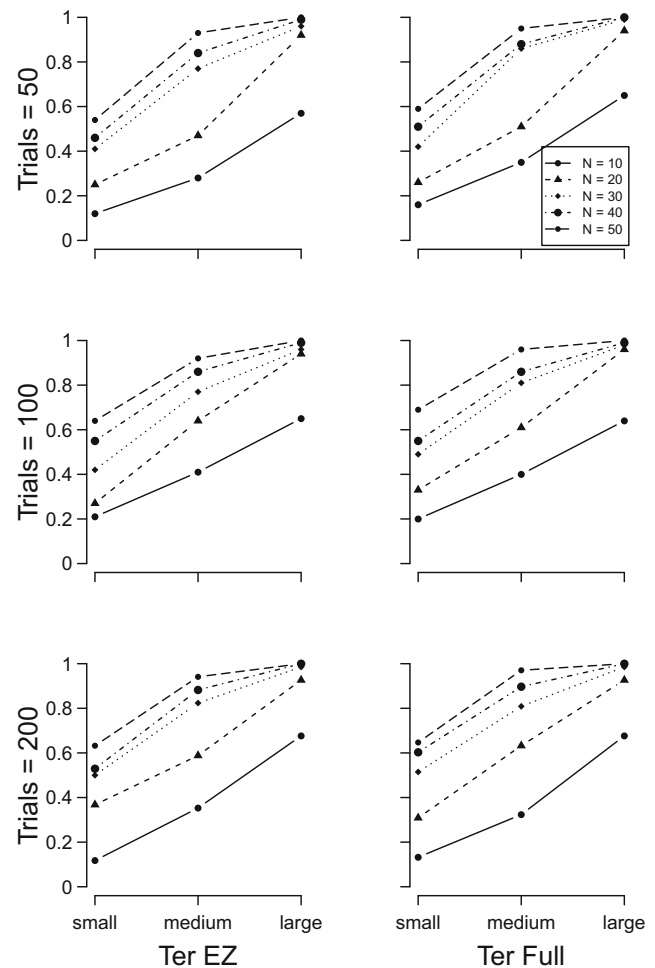 Trials = 50
1
0.8
0.6
0.4
0.2
0
N = 10
N = 20
N = 30
N = 40
N = 50
Trials = 100
1
0.8
0.6
0.4
0.2
0
Trials = 200
1
0.8
0.6
0.4
0.2
0
small medium large
small medium large
Ter EZ
Ter Full